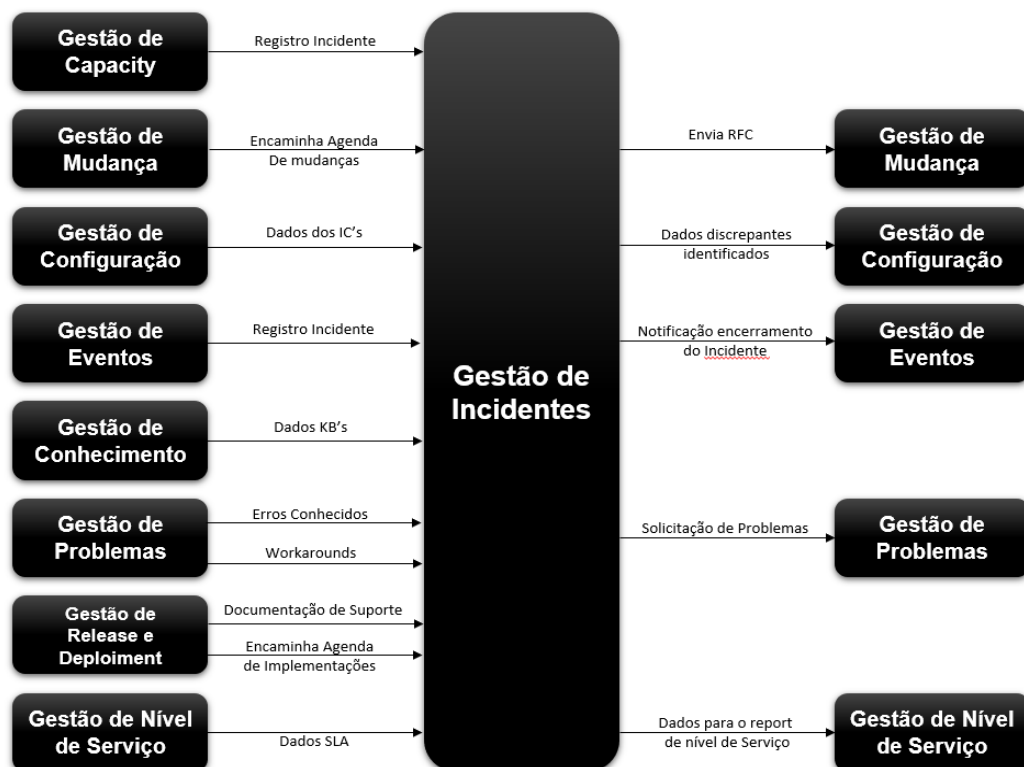 Gestão de
Capacity
Registro Incidente
Gestão de
Mudança
Encaminha Agenda
De mudanças
Envia RFC
Gestão de
Mudança
Gestão de
Configuração
Dados dos IC's
Dados discrepantes
identificados
Gestão de
Configuração
Gestão de
Eventos
Registro Incidente
Notificação encerramento
do Incidente
Gestão de
Eventos
Gestão de
Incidentes
Gestão de
Conhecimento
Dados KB's
Gestão de
Problemas
Erros Conhecidos
Workarounds
Solicitação de Problemas
Gestão de
Problemas
Gestão de
Release e
Deploiment
Documentação de Suporte
Encaminha Agenda
de Implementações
Gestão de Nível
de Serviço
Dados SLA
Dados para o report
de nível de Serviço
Gestão de Nível
de Serviço